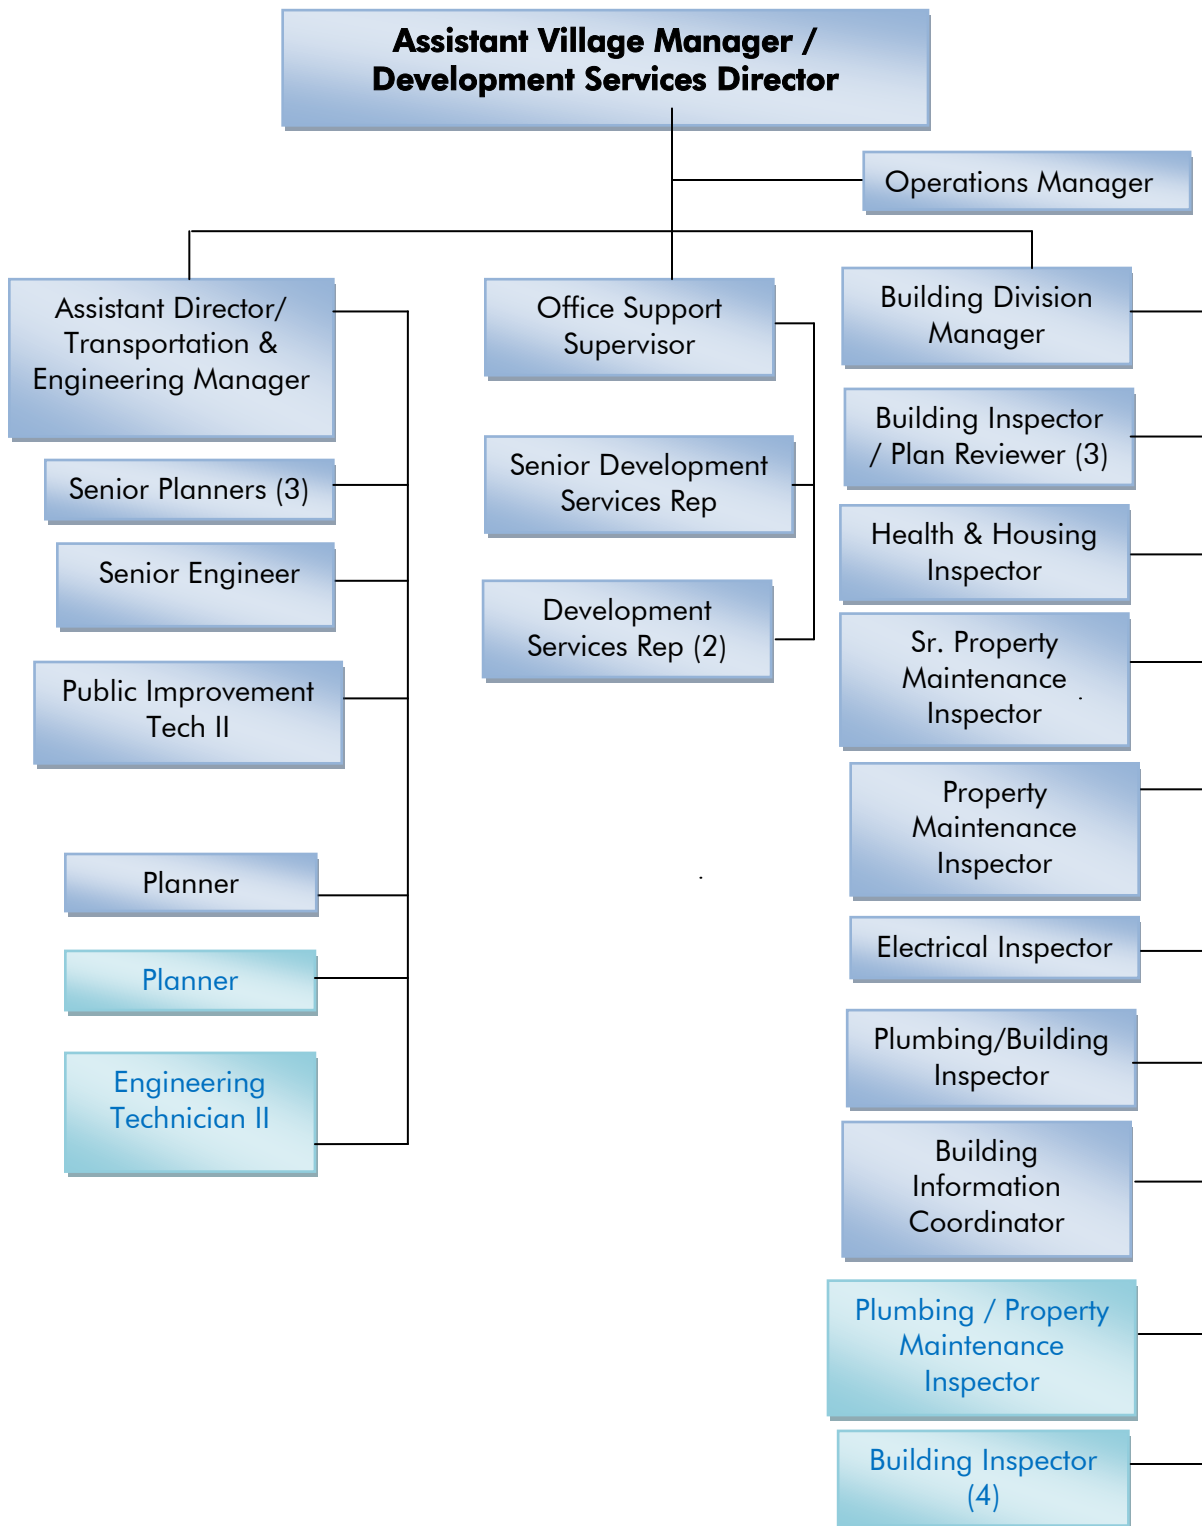 Assistant Village Manager /
Development Services Director
Operations Manager
Assistant Director/
Transportation &
Engineering Manager
Senior Planners (3)
Senior Engineer
Public Improvement
Tech II
Planner
Planner
Engineering
Technician II
Office Support
Supervisor
Senior Development
Services Rep
Development
Services Rep (2)
Building Division
Manager
Building Inspector
/ Plan Reviewer (3)
Health & Housing
Inspector
Sr. Property
Maintenance
Inspector
Property
Maintenance
Inspector
Electrical Inspector
Plumbing/Building
Inspector
Building
Information
Coordinator
Plumbing / Property
Maintenance
Inspector
Building Inspector
(4)